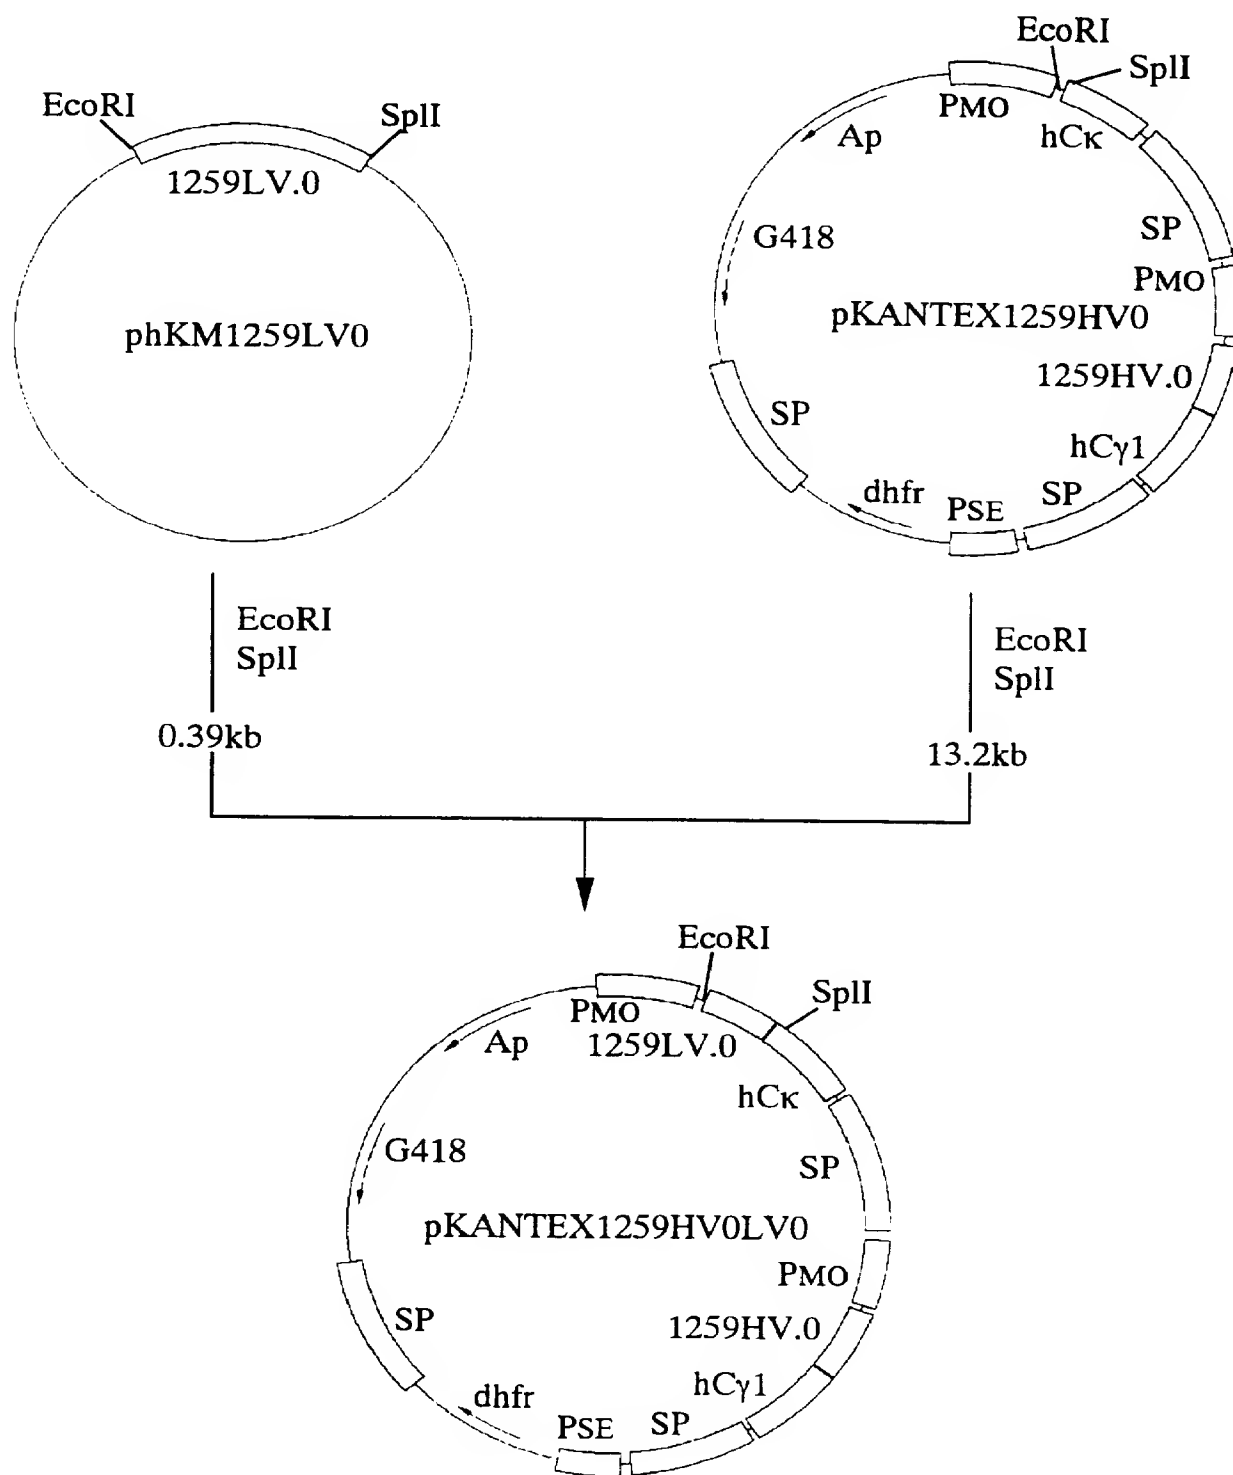 EcoRI
SplI
1259LV.0
phKM1259LV0
EcoRI
SplI
PMO
hCκ
Ap
G418
SP
PMO
pKANTEX1259HV0
1259HV.0
SP
hCγ1
dhfr
PSE
SP
EcoRI
SplI
0.39kb
EcoRI
SplI
13.2kb
EcoRI
SplI
PMO
1259LV.0
Ap
hCκ
G418
SP
pKANTEX1259HV0LV0
PMO
SP
1259HV.0
hCγ1
dhfr
PSE
SP